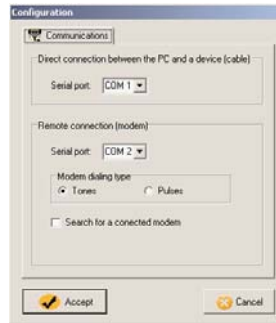 Configuration
Communications
Direct connection between the PC and a device (cable)
Serial port: COM 1
Remote connection (modem)
Serial port: COM 2
Modem dialing type
Tones Pulses
Search for a conected modem
Accept Cancel